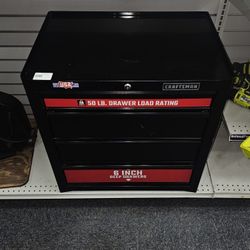 CRAFTSMAN
50 LB. DRAWER LOAD RATING
6 INCH
DEEP DRAWERS